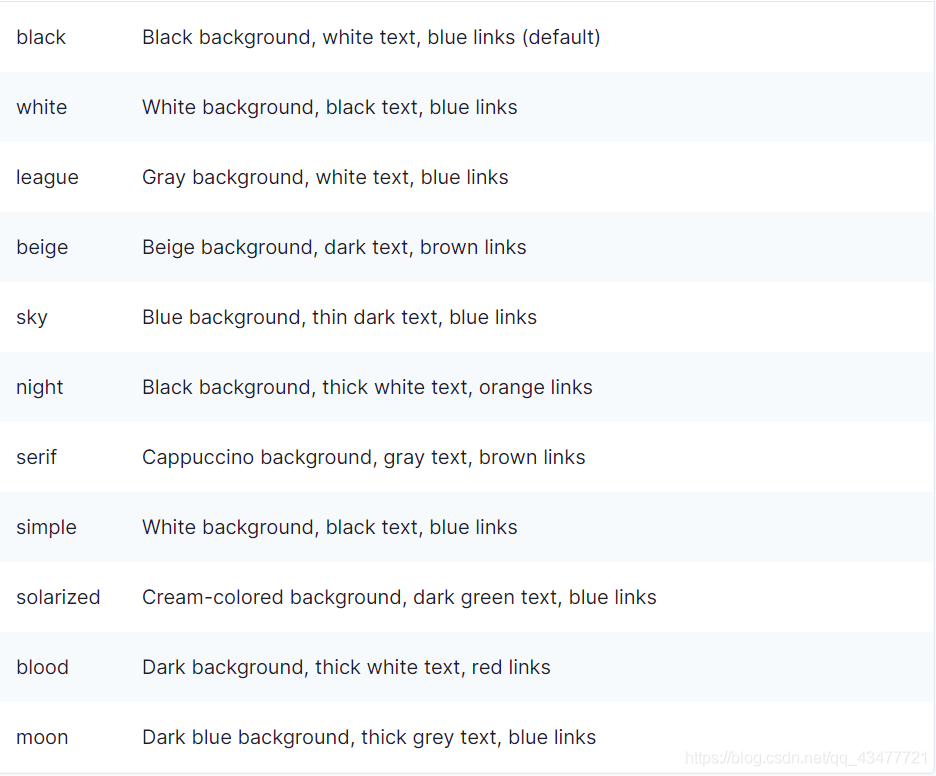 black Black background, white text, blue links (default)
white White background, black text, blue links
league Gray background, white text, blue links
beige Beige background, dark text, brown links
sky Blue background, thin dark text, blue links
night Black background, thick white text, orange links
serif Cappuccino background, gray text, brown links
simple White background, black text, blue links
solarized Cream-colored background, dark green text, blue links
blood Dark background, thick white text, red links
moon Dark blue background, thick grey text, blue links
https://blog.csdn.net/qq_43477721